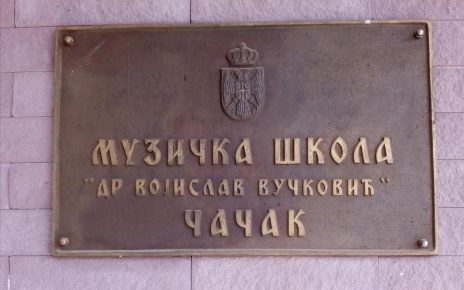 МУЗИЧКА ШКОЛА
"ДР ВОЈИСЛАВ ВУЧКОВИЋ"
ЧАЧАК